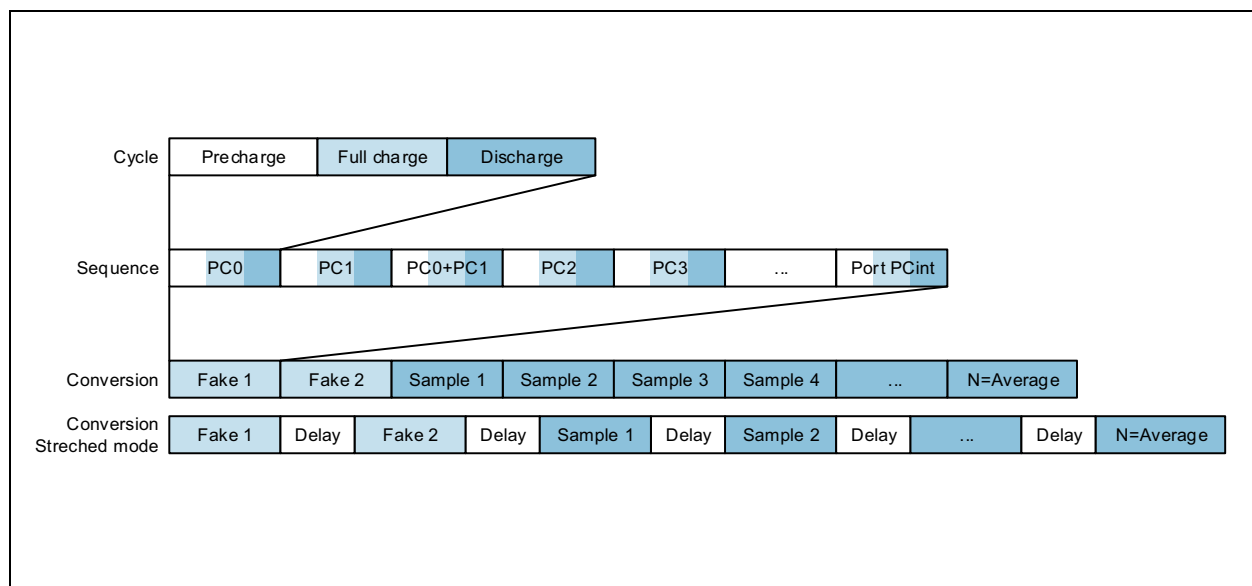 Cycle Precharge Full charge Discharge
Sequence PC0 PC1 PC0+PC1 PC2 PC3 ... Port PCint
Conversion Fake 1 Fake 2 Sample 1 Sample 2 Sample 3 Sample 4 ... N=Average
Conversion
Streched mode Fake 1 Delay Fake 2 Delay Sample 1 Delay Sample 2 Delay ... Delay N=Average